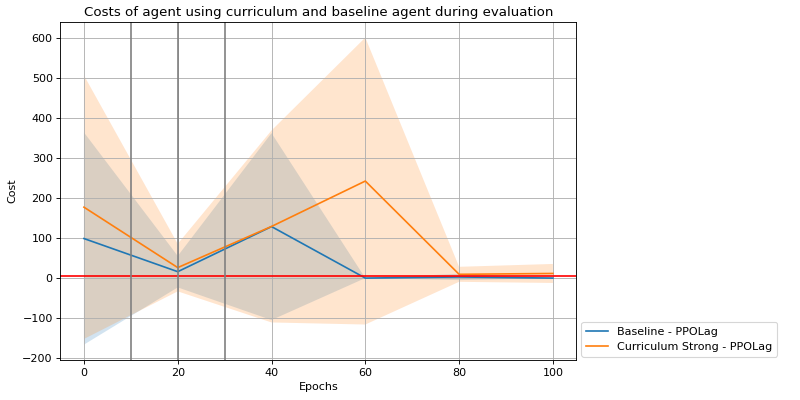 Costs of agent using curriculum and baseline agent during evaluation
600
500
400
300
200
100
0
−100
−200
Cost
0 20 40 60 80 100
Epochs
Baseline - PPOLag
Curriculum Strong - PPOLag